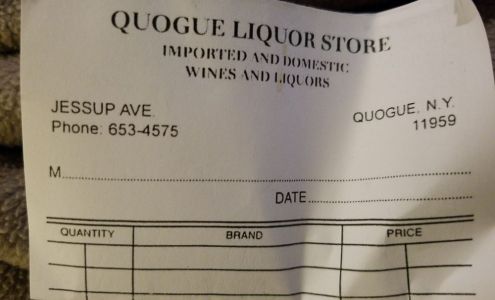 QUOGUE LIQUOR STORE
IMPORTED AND DOMESTIC
WINES AND LIQUORS
JESSUP AVE.
Phone: 653-4575
QUOGUE, N.Y.
11959
M
DATE
QUANTITY BRAND PRICE